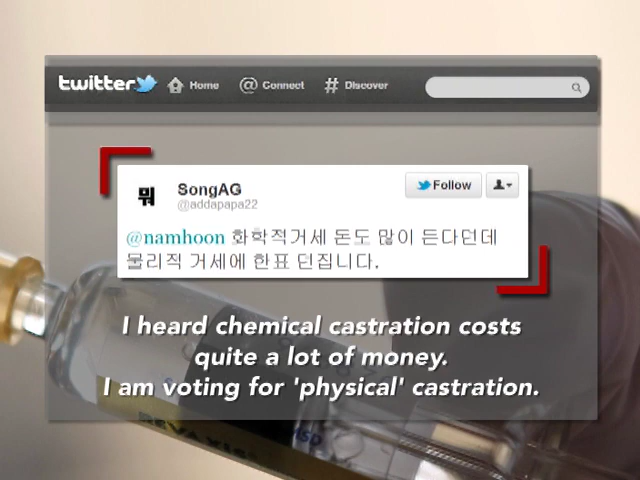 twitter Home @ Connect # Discover
뭐 SongAG
@addapapa22
Follow
@namhoon 화학적거세 돈도 많이 든다던데
물리직 거세에 한표 던집니다.
I heard chemical castration costs
quite a lot of money.
I am voting for 'physical' castration.